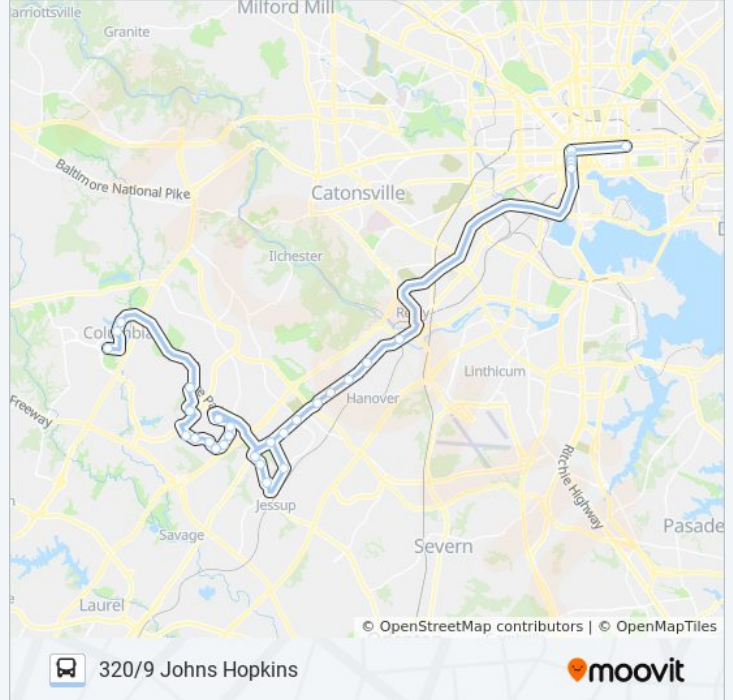 arriottsville
Milford Mill
Granite
Baltimore National Pike
Catonsville
Ilchester
Columbia
Freeway
Linthicum
Hanover
Ritchie Highway
Jessup
Savage
Severn
Pasade
Laurel
© OpenStreetMap contributors | © OpenMapTiles
320/9 Johns Hopkins
moovit